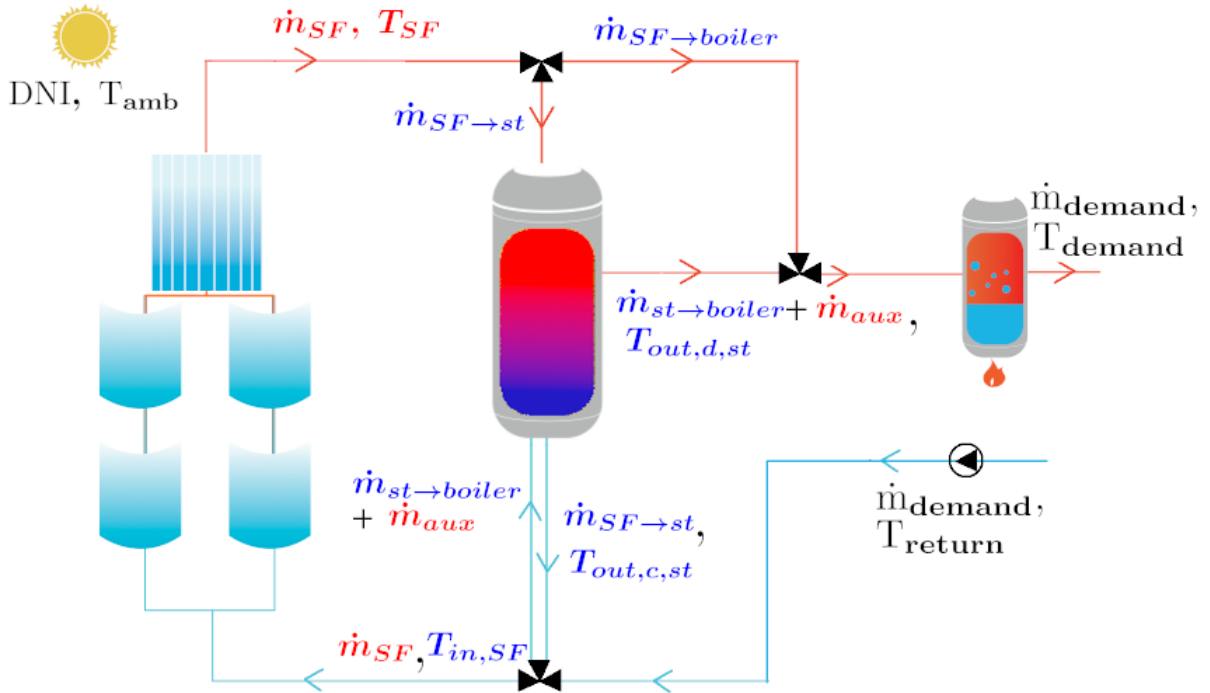 ṁ_SF, T_SF
ṁ_SF→boiler
DNI, T_amb
ṁ_SF→st
ṁ_demand,
T_demand
ṁ_st→boiler + ṁ_aux,
T_out,d,st
ṁ_st→boiler
+ ṁ_aux
ṁ_SF→st,
T_out,c,st
ṁ_demand,
T_return
ṁ_SF, T_in,SF